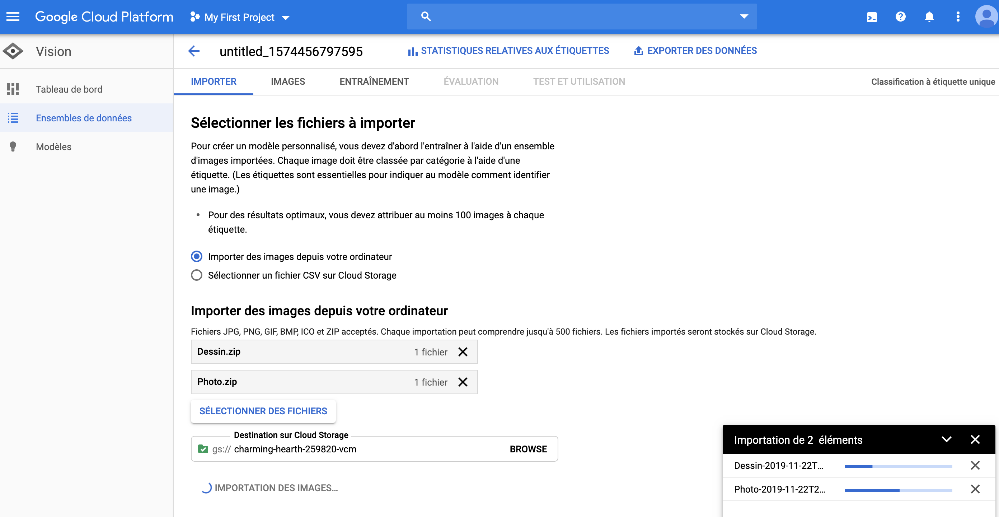 Google Cloud Platform
My First Project
Vision
untitled_1574456797595
STATISTIQUES RELATIVES AUX ÉTIQUETTES
EXPORTER DES DONNÉES
IMPORTER
IMAGES
ENTRAÎNEMENT
ÉVALUATION
TEST ET UTILISATION
Classification à étiquette unique
Tableau de bord
Ensembles de données
Modèles
Sélectionner les fichiers à importer
Pour créer un modèle personnalisé, vous devez d'abord l'entraîner à l'aide d'un ensemble
d'images importées. Chaque image doit être classée par catégorie à l'aide d'une
étiquette. (Les étiquettes sont essentielles pour indiquer au modèle comment identifier
une image.)
• Pour des résultats optimaux, vous devez attribuer au moins 100 images à chaque
étiquette.
Importer des images depuis votre ordinateur
Sélectionner un fichier CSV sur Cloud Storage
Importer des images depuis votre ordinateur
Fichiers JPG, PNG, GIF, BMP, ICO et ZIP acceptés. Chaque importation peut comprendre jusqu'à 500 fichiers. Les fichiers importés seront stockés sur Cloud Storage.
Dessin.zip 1 fichier
Photo.zip 1 fichier
SÉLECTIONNER DES FICHIERS
Destination sur Cloud Storage
gs:// charming-hearth-259820-vcm BROWSE
IMPORTATION DES IMAGES...
Importation de 2 éléments
Dessin-2019-11-22T...
Photo-2019-11-22T2...